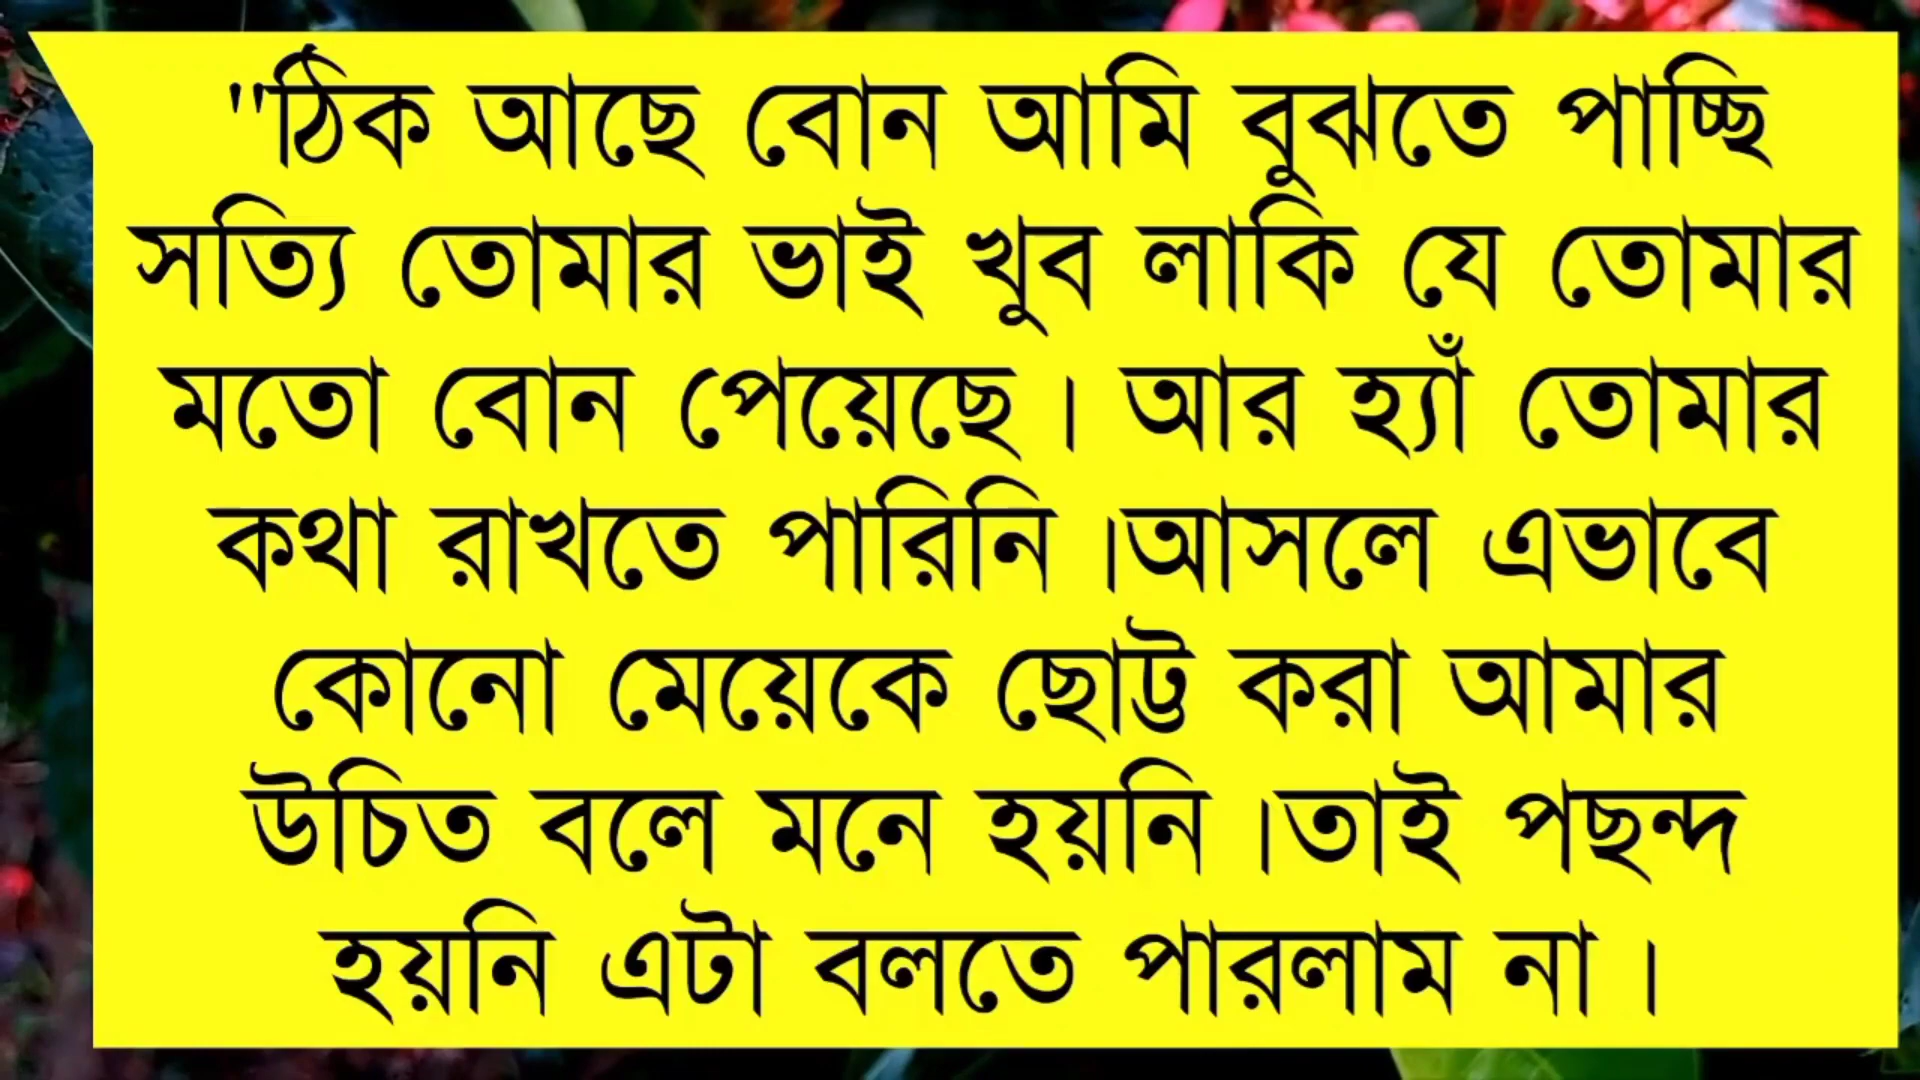 "ঠিক আছে বোন আমি বুঝতে পাচ্ছি
সত্যি তোমার ভাই খুব লাকি যে তোমার
মতো বোন পেয়েছে। আর হ্যাঁ তোমার
কথা রাখতে পারিনি ।আসলে এভাবে
কোনো মেয়েকে ছোট্ট করা আমার
উচিত বলে মনে হয়নি ।তাই পছন্দ
হয়নি এটা বলতে পারলাম না।